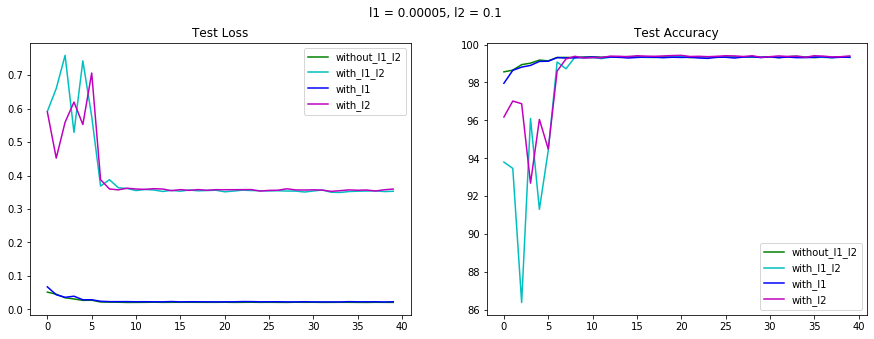 l1 = 0.00005, l2 = 0.1
Test Loss
0.7
0.6
0.5
0.4
0.3
0.2
0.1
0.0
0 5 10 15 20 25 30 35 40
without_l1_l2
with_l1_l2
with_l1
with_l2
Test Accuracy
100
98
96
94
92
90
88
86
0 5 10 15 20 25 30 35 40
without_l1_l2
with_l1_l2
with_l1
with_l2